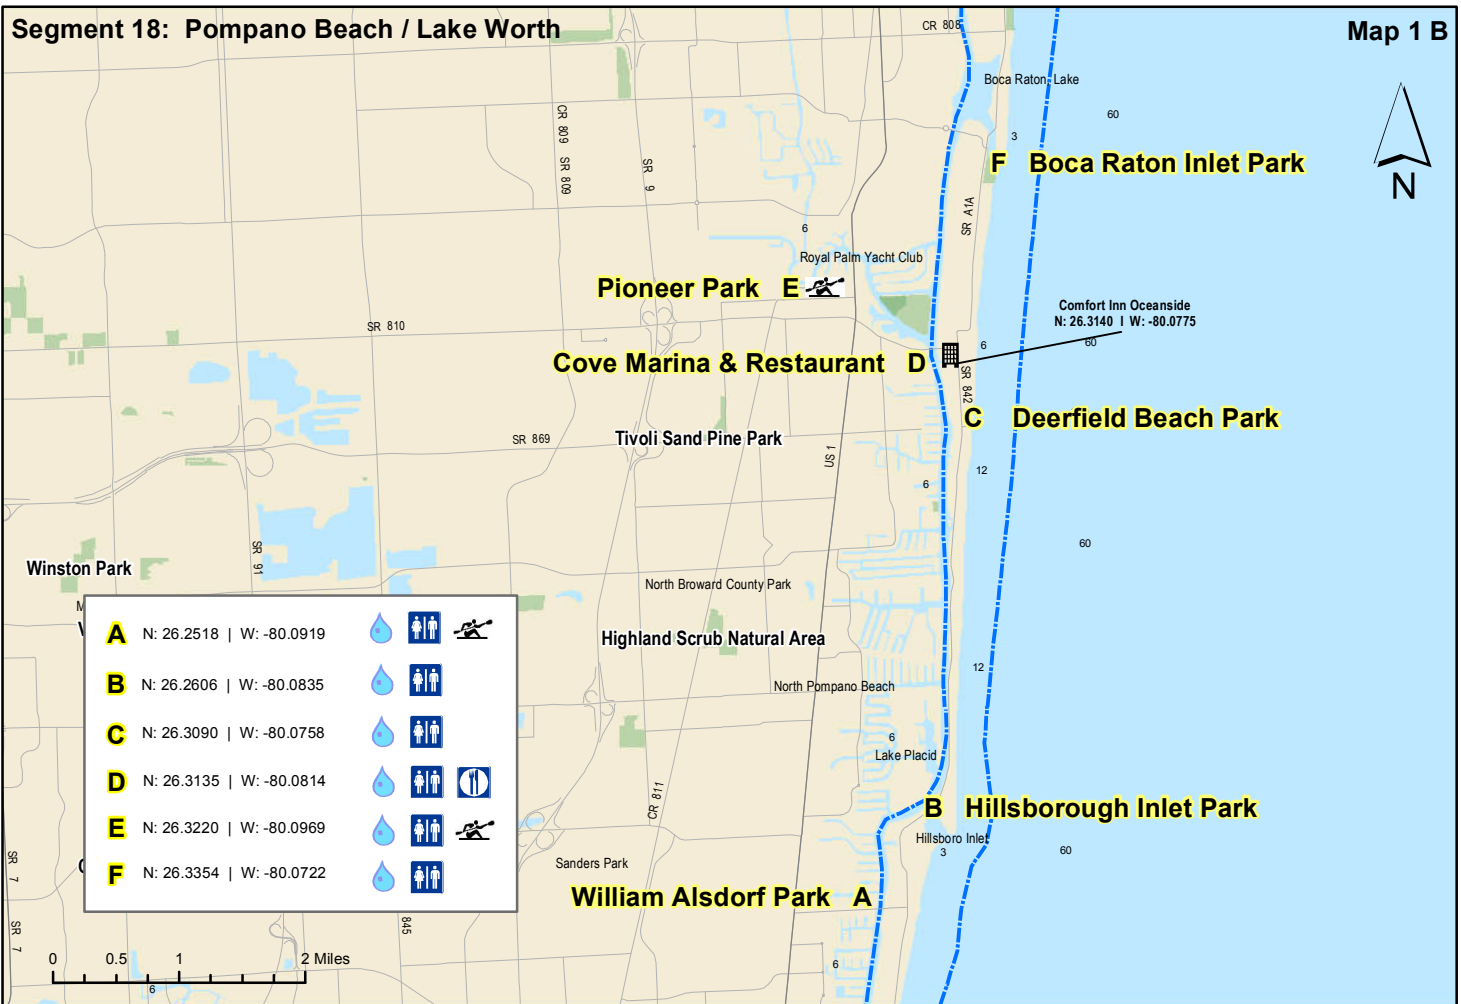 Segment 18: Pompano Beach / Lake Worth
Map 1 B
CR 808
Boca Raton Lake
60
3
CR 809 SR 809
SR 9
F Boca Raton Inlet Park
N
SR A1A
6
Royal Palm Yacht Club
Pioneer Park E
Comfort Inn Oceanside
N: 26.3140 | W: -80.0775
SR 810
6
60
Cove Marina & Restaurant D
SR 842
C Deerfield Beach Park
SR 869
Tivoli Sand Pine Park
US 1
12
6
60
SR 91
Winston Park
North Broward County Park
Highland Scrub Natural Area
12
North Pompano Beach
6
Lake Placid
B Hillsborough Inlet Park
Hillsboro Inlet
3
60
CR 811
Sanders Park
William Alsdorf Park A
A N: 26.2518 | W: -80.0919
B N: 26.2606 | W: -80.0835
C N: 26.3090 | W: -80.0758
D N: 26.3135 | W: -80.0814
E N: 26.3220 | W: -80.0969
F N: 26.3354 | W: -80.0722
SR 7
SR 7
845
6
0 0.5 1 2 Miles
6